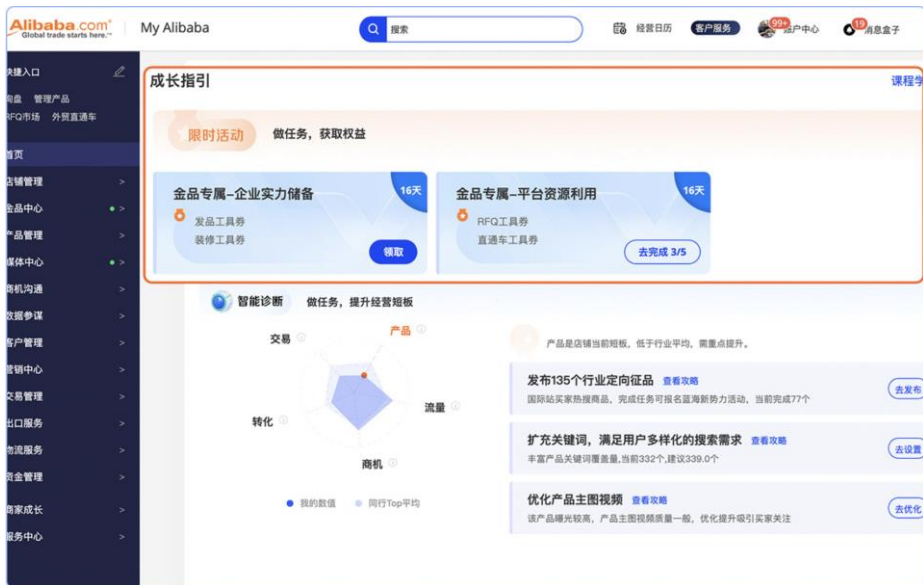 Alibaba.com
Global trade starts here.™
My Alibaba
搜索
经营日历
客户服务
99+
账户中心
19
消息盒子
快捷入口
询盘 管理产品
RFQ市场 外贸直通车
首页
店铺管理
金品中心
产品管理
媒体中心
商机沟通
数据参谋
客户管理
营销中心
交易管理
出口服务
物流服务
资金管理
商家成长
服务中心
成长指引
课程学
限时活动 做任务，获取权益
金品专属-企业实力储备
16天
发品工具券
装修工具券
领取
金品专属-平台资源利用
16天
RFQ工具券
直通车工具券
去完成 3/5
智能诊断 做任务，提升经营短板
交易
产品
流量
商机
转化
我的数值 同行Top平均
产品是店铺当前短板，低于行业平均，需重点提升。
发布135个行业定向征品 查看攻略
国际站买家热搜商品，完成任务可报名蓝海新势力活动，当前完成77个
去发布
扩充关键词，满足用户多样化的搜索需求 查看攻略
丰富产品关键词覆盖量,当前332个,建议339.0个
去设置
优化产品主图视频 查看攻略
该产品曝光较高，产品主图视频质量一般，优化提升吸引买家关注
去优化